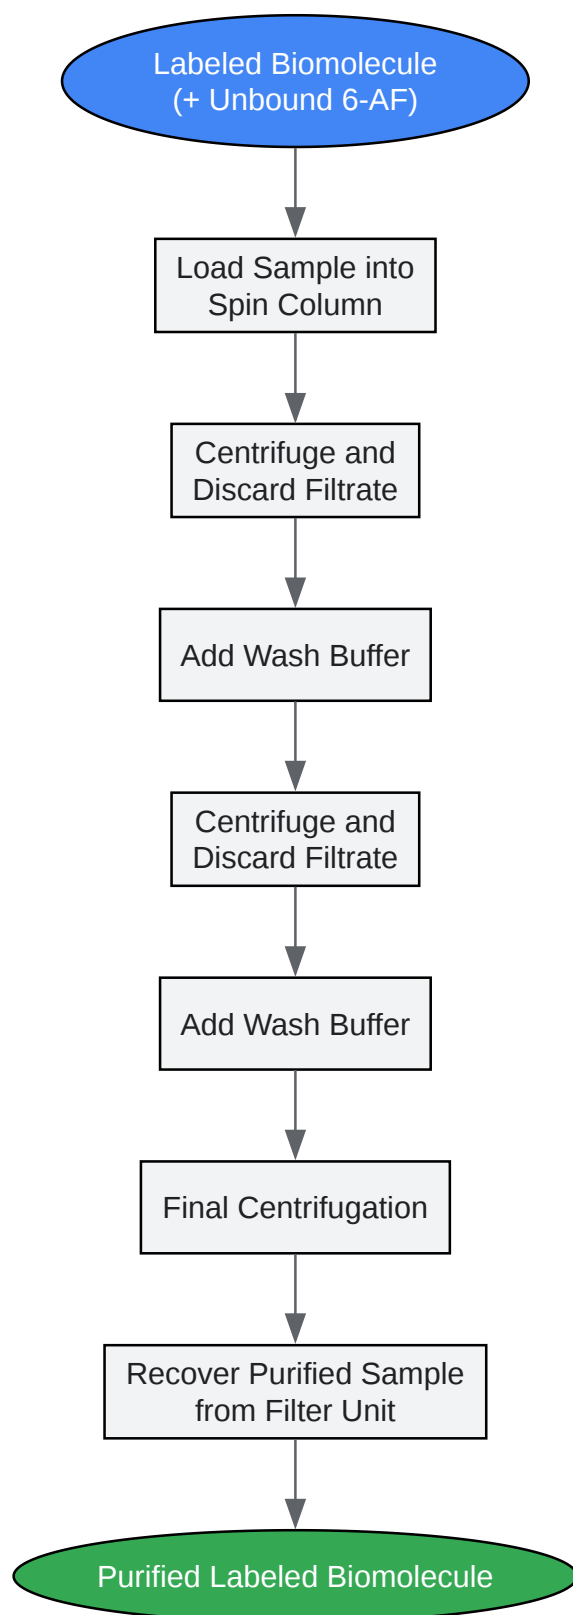 Labeled Biomolecule
(+ Unbound 6-AF)
Load Sample into
Spin Column
Centrifuge and
Discard Filtrate
Add Wash Buffer
Centrifuge and
Discard Filtrate
Add Wash Buffer
Final Centrifugation
Recover Purified Sample
from Filter Unit
Purified Labeled Biomolecule